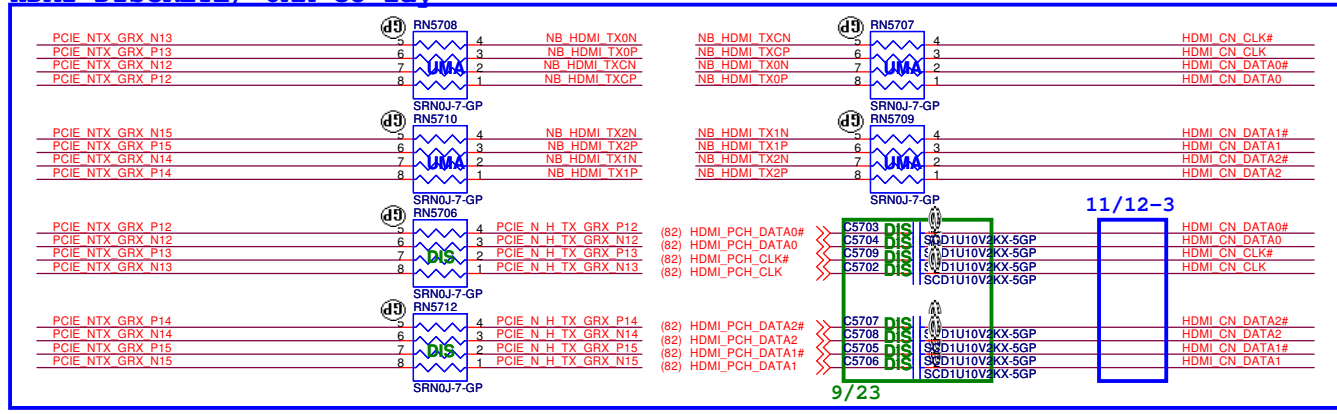 RN5708
PCIE_NTX_GRX_N13 5 4 NB_HDMI_TX0N
PCIE_NTX_GRX_P13 6 3 NB_HDMI_TX0P
PCIE_NTX_GRX_N12 7 UMA 2 NB_HDMI_TXCN
PCIE_NTX_GRX_P12 8 1 NB_HDMI_TXCP
SRN0J-7-GP
RN5707
NB_HDMI_TXCN 5 4 HDMI_CN_CLK#
NB_HDMI_TXCP 6 3 HDMI_CN_CLK
NB_HDMI_TX0N 7 UMA 2 HDMI_CN_DATA0#
NB_HDMI_TX0P 8 1 HDMI_CN_DATA0
SRN0J-7-GP
RN5710
PCIE_NTX_GRX_N15 5 4 NB_HDMI_TX2N
PCIE_NTX_GRX_P15 6 3 NB_HDMI_TX2P
PCIE_NTX_GRX_N14 7 UMA 2 NB_HDMI_TX1N
PCIE_NTX_GRX_P14 8 1 NB_HDMI_TX1P
SRN0J-7-GP
RN5709
NB_HDMI_TX1N 5 4 HDMI_CN_DATA1#
NB_HDMI_TX1P 6 3 HDMI_CN_DATA1
NB_HDMI_TX2N 7 UMA 2 HDMI_CN_DATA2#
NB_HDMI_TX2P 8 1 HDMI_CN_DATA2
SRN0J-7-GP
RN5706
PCIE_NTX_GRX_P12 5 4 PCIE_N_H_TX_GRX_P12
PCIE_NTX_GRX_N12 6 3 PCIE_N_H_TX_GRX_N12
PCIE_NTX_GRX_P13 7 DIS 2 PCIE_N_H_TX_GRX_P13
PCIE_NTX_GRX_N13 8 1 PCIE_N_H_TX_GRX_N13
SRN0J-7-GP
11/12-3
(82) HDMI_PCH_DATA0# C5703 DIS SCD1U10V2KX-5GP HDMI_CN_DATA0#
(82) HDMI_PCH_DATA0 C5704 DIS SCD1U10V2KX-5GP HDMI_CN_DATA0
(82) HDMI_PCH_CLK# C5709 DIS SCD1U10V2KX-5GP HDMI_CN_CLK#
(82) HDMI_PCH_CLK C5702 DIS SCD1U10V2KX-5GP HDMI_CN_CLK
RN5712
PCIE_NTX_GRX_P14 5 4 PCIE_N_H_TX_GRX_P14
PCIE_NTX_GRX_N14 6 3 PCIE_N_H_TX_GRX_N14
PCIE_NTX_GRX_P15 7 DIS 2 PCIE_N_H_TX_GRX_P15
PCIE_NTX_GRX_N15 8 1 PCIE_N_H_TX_GRX_N15
SRN0J-7-GP
(82) HDMI_PCH_DATA2# C5707 DIS SCD1U10V2KX-5GP HDMI_CN_DATA2#
(82) HDMI_PCH_DATA2 C5708 DIS SCD1U10V2KX-5GP HDMI_CN_DATA2
(82) HDMI_PCH_DATA1# C5705 DIS SCD1U10V2KX-5GP HDMI_CN_DATA1#
(82) HDMI_PCH_DATA1 C5706 DIS SCD1U10V2KX-5GP HDMI_CN_DATA1
9/23